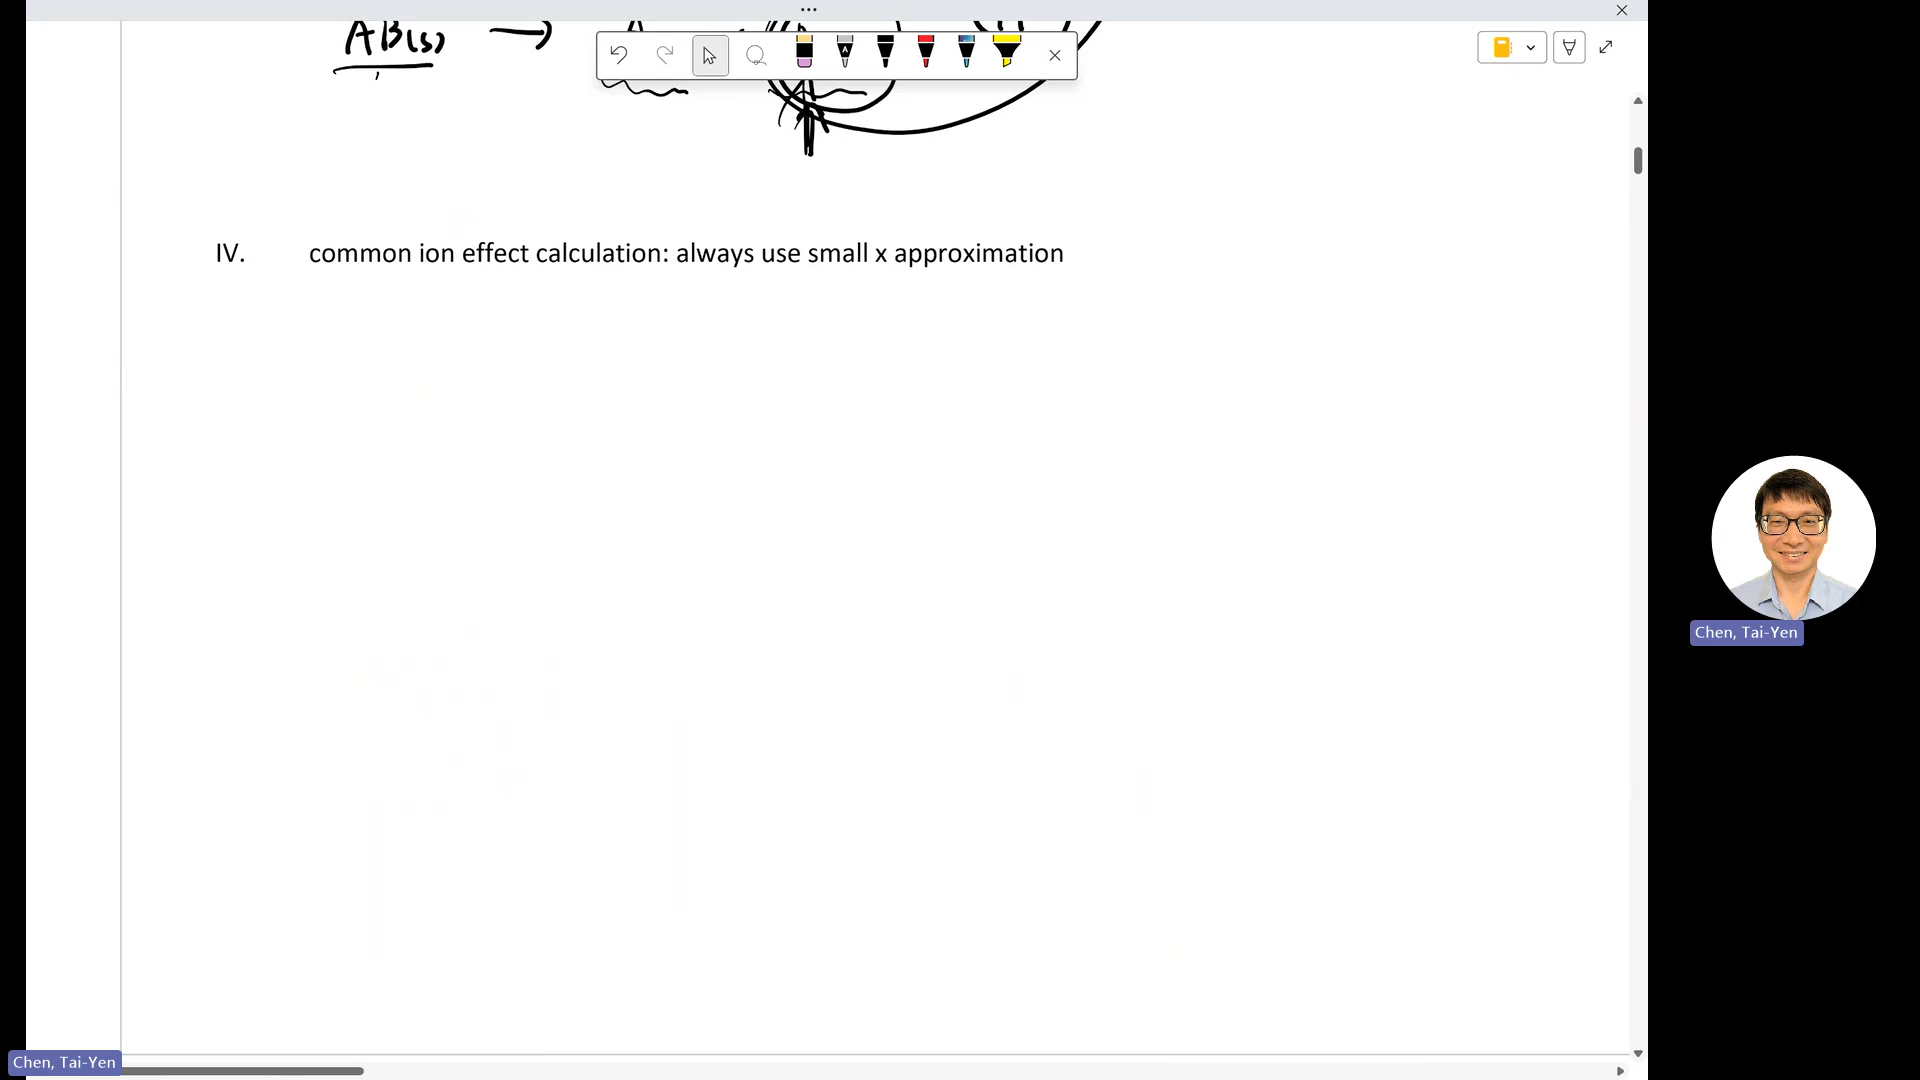 AB(s) →
IV. common ion effect calculation: always use small x approximation
Chen, Tai-Yen
Chen, Tai-Yen